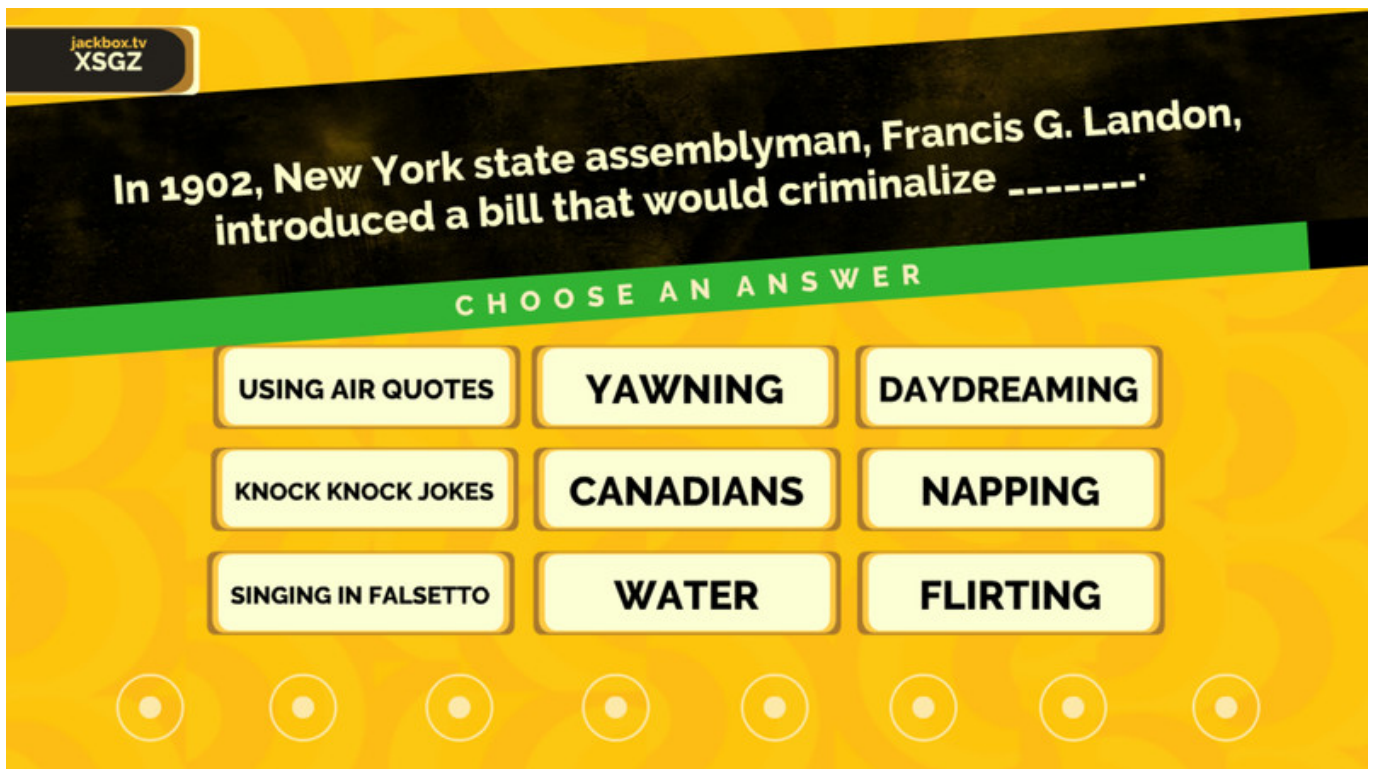 jackbox.tv
XSGZ
In 1902, New York state assemblyman, Francis G. Landon,
introduced a bill that would criminalize _______.
CHOOSE AN ANSWER
USING AIR QUOTES
YAWNING
DAYDREAMING
KNOCK KNOCK JOKES
CANADIANS
NAPPING
SINGING IN FALSETTO
WATER
FLIRTING